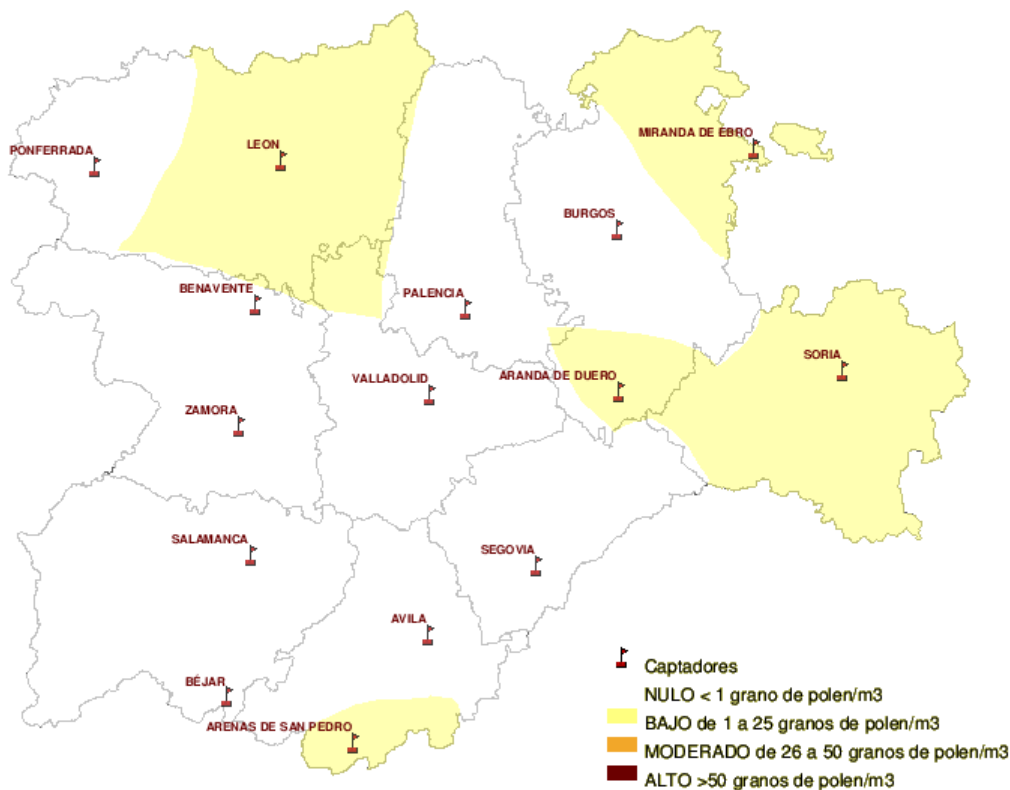 MIRANDA DE EBRO
LEON
PONFERRADA
BURGOS
BENAVENTE
PALENCIA
SORIA
VALLADOLID
ARANDA DE DUERO
ZAMORA
SALAMANCA
SEGOVIA
AVILA
BÉJAR
ARENAS DE SAN PEDRO
Captadores
NULO < 1 grano de polen/m3
BAJO de 1 a 25 granos de polen/m3
MODERADO de 26 a 50 granos de polen/m3
ALTO >50 granos de polen/m3